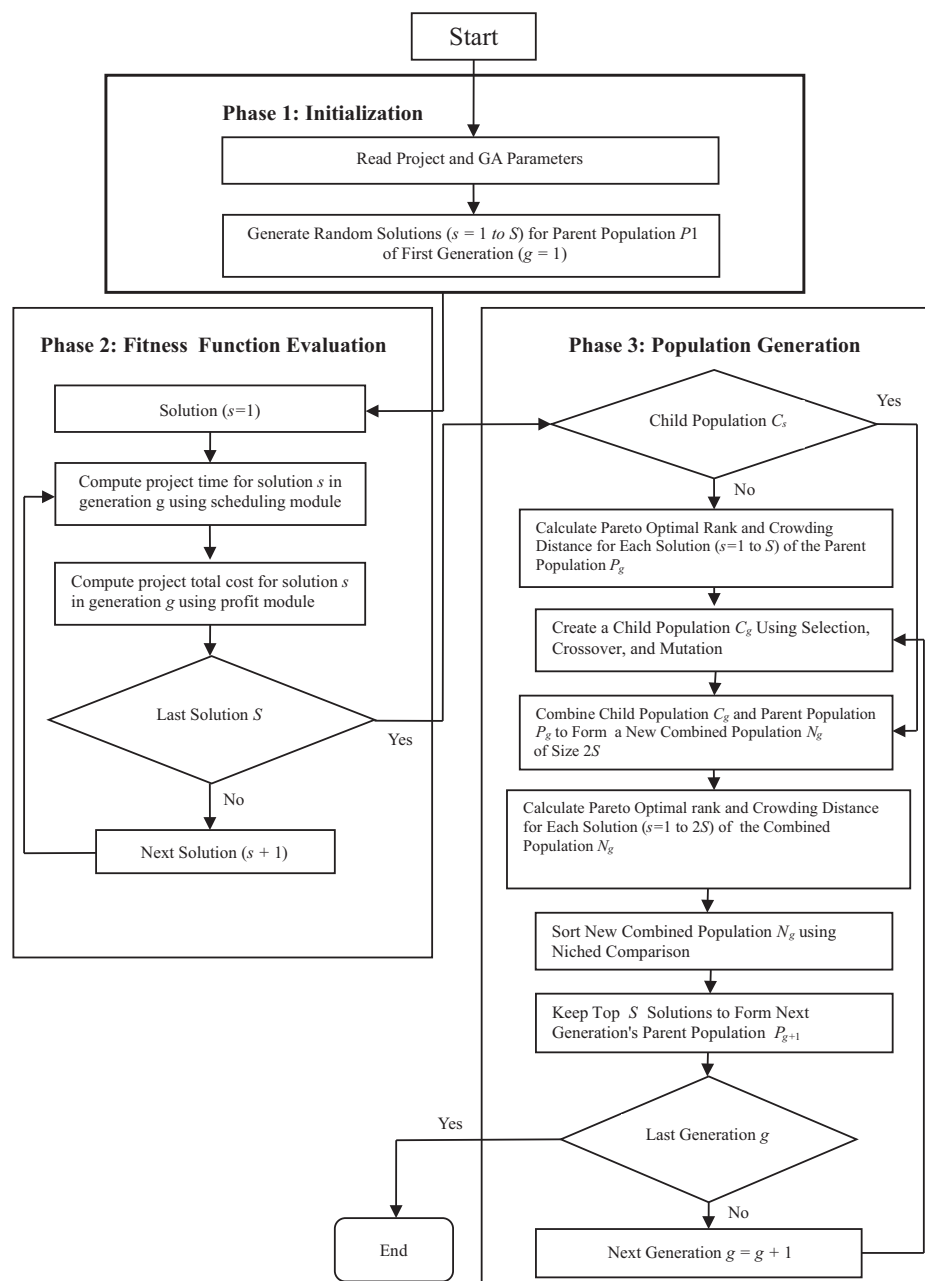 Start
Phase 1: Initialization
Read Project and GA Parameters
Generate Random Solutions (s = 1 to S) for Parent Population P1
of First Generation (g = 1)
Phase 2: Fitness Function Evaluation
Solution (s=1)
Compute project time for solution s in
generation g using scheduling module
Compute project total cost for solution s
in generation g using profit module
Last Solution S
Yes
No
Next Solution (s + 1)
Phase 3: Population Generation
Child Population Cs
Yes
No
Calculate Pareto Optimal Rank and Crowding
Distance for Each Solution (s=1 to S) of the Parent
Population Pg
Create a Child Population Cg Using Selection,
Crossover, and Mutation
Combine Child Population Cg and Parent Population
Pg to Form a New Combined Population Ng
of Size 2S
Calculate Pareto Optimal rank and Crowding Distance
for Each Solution (s=1 to 2S) of the Combined
Population Ng
Sort New Combined Population Ng using
Niched Comparison
Keep Top S Solutions to Form Next
Generation's Parent Population Pg+1
Last Generation g
Yes
No
End
Next Generation g = g + 1